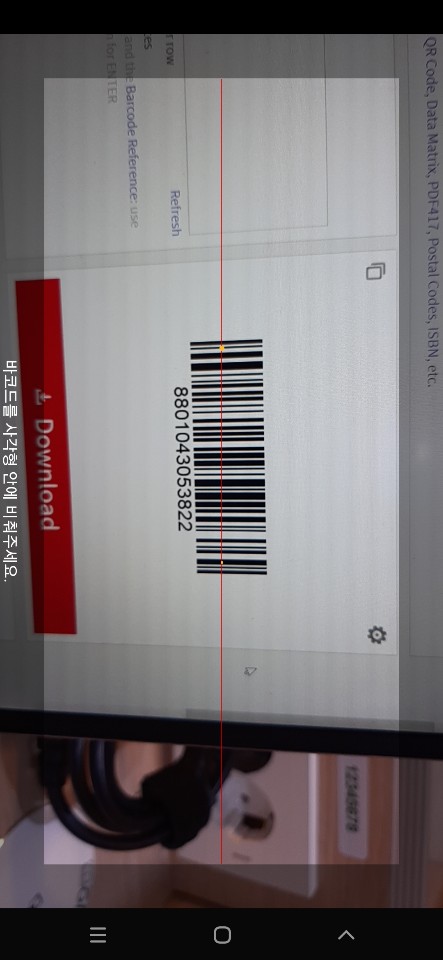 QR Code, Data Matrix, PDF417, Postal Codes, ISBN, etc.
r row
es
and the Barcode Reference: use
n for ENTER
Refresh
8801043053822
Download
바코드를 사각형 안에 비춰주세요.
12345678